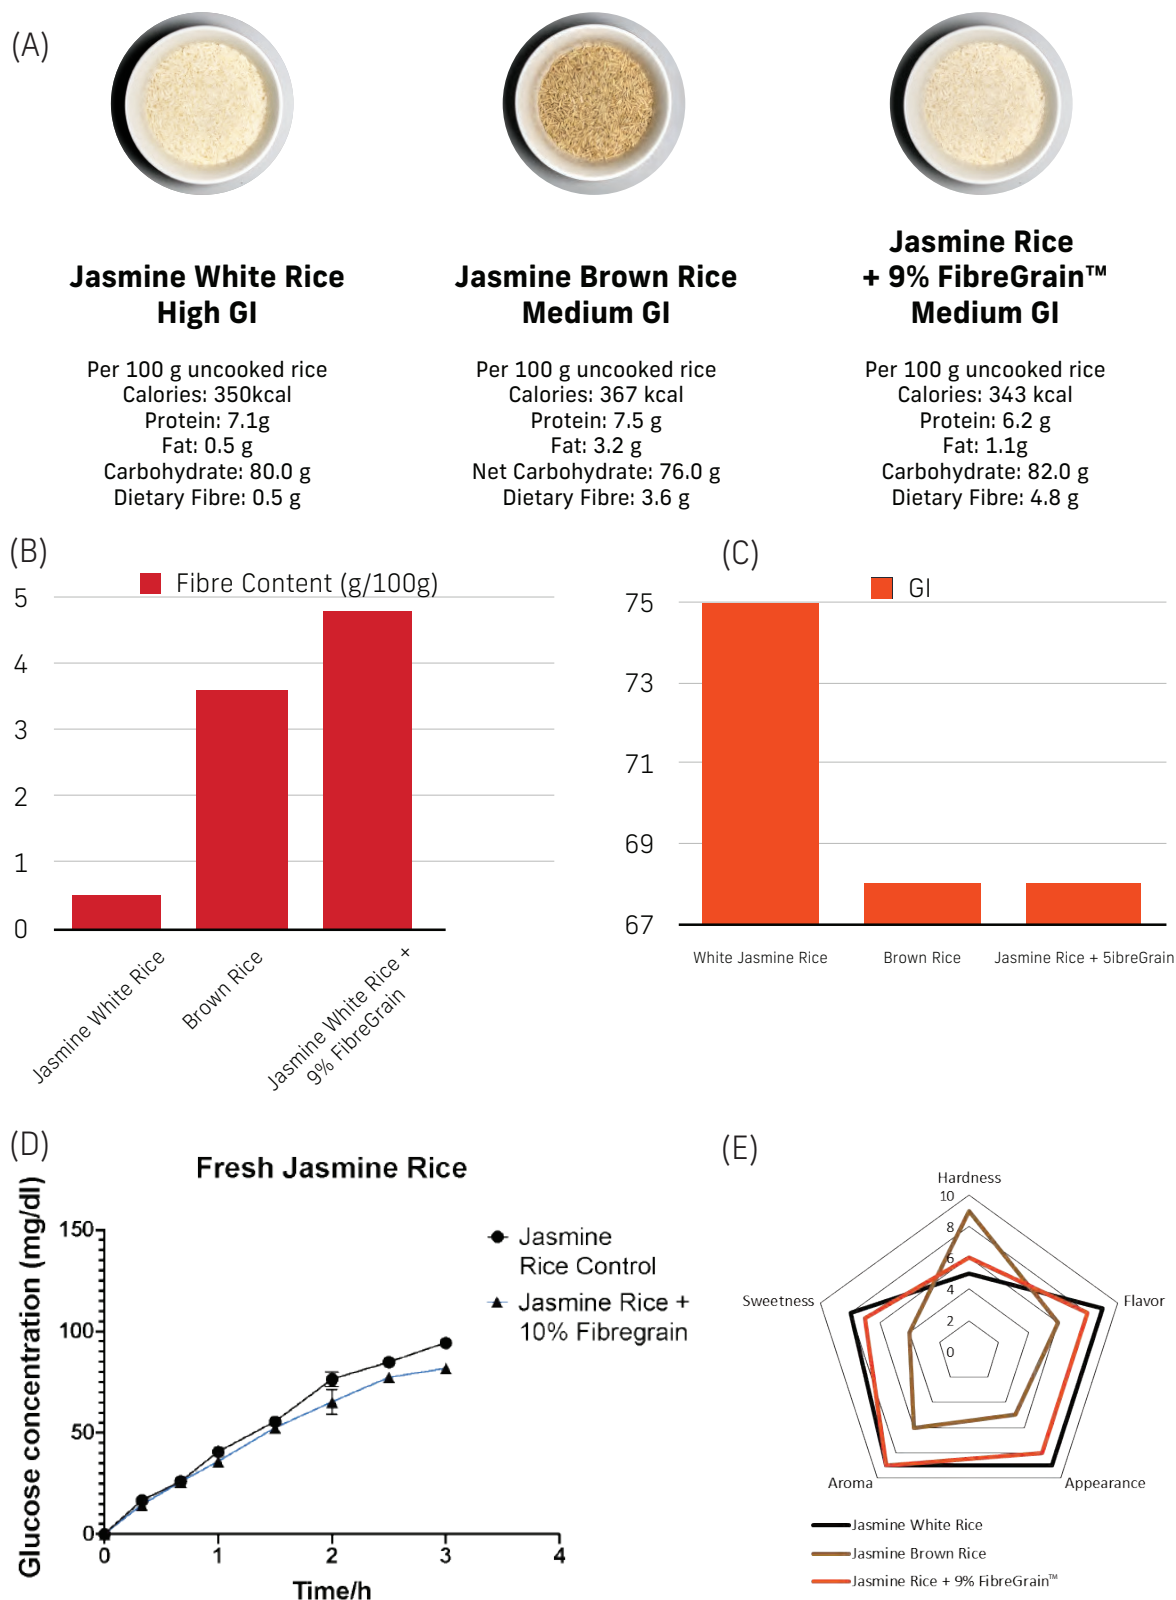 (A)
Jasmine White Rice
High GI
Per 100 g uncooked rice
Calories: 350kcal
Protein: 7.1g
Fat: 0.5 g
Carbohydrate: 80.0 g
Dietary Fibre: 0.5 g
Jasmine Brown Rice
Medium GI
Per 100 g uncooked rice
Calories: 367 kcal
Protein: 7.5 g
Fat: 3.2 g
Net Carbohydrate: 76.0 g
Dietary Fibre: 3.6 g
Jasmine Rice
+ 9% FibreGrain™
Medium GI
Per 100 g uncooked rice
Calories: 343 kcal
Protein: 6.2 g
Fat: 1.1g
Carbohydrate: 82.0 g
Dietary Fibre: 4.8 g
(B)
Fibre Content (g/100g)
5
4
3
2
1
0
Jasmine White Rice
Brown Rice
Jasmine White Rice +
9% FibreGrain
(C)
GI
75
73
71
69
67
White Jasmine Rice
Brown Rice
Jasmine Rice + 5ibreGrain
(D)
Fresh Jasmine Rice
Glucose concentration (mg/dl)
150
100
50
0
0
1
2
3
4
Time/h
Jasmine
Rice Control
Jasmine Rice +
10% Fibregrain
(E)
Hardness
10
8
6
4
2
0
Sweetness
Flavor
Aroma
Appearance
Jasmine White Rice
Jasmine Brown Rice
Jasmine Rice + 9% FibreGrain™